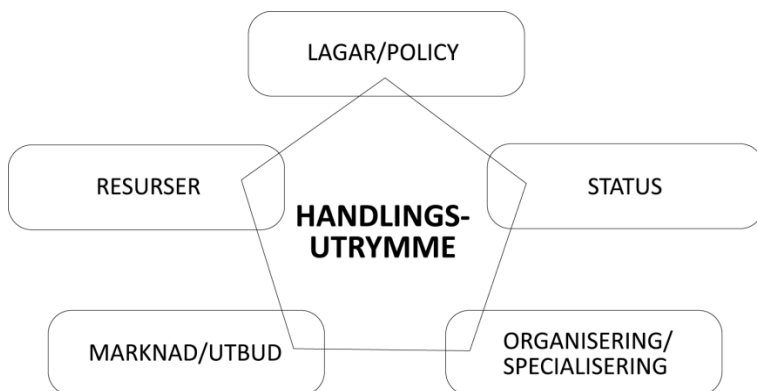 LAGAR/POLICY
RESURSER
STATUS
HANDLINGS-
UTRYMME
MARKNAD/UTBUD
ORGANISERING/
SPECIALISERING